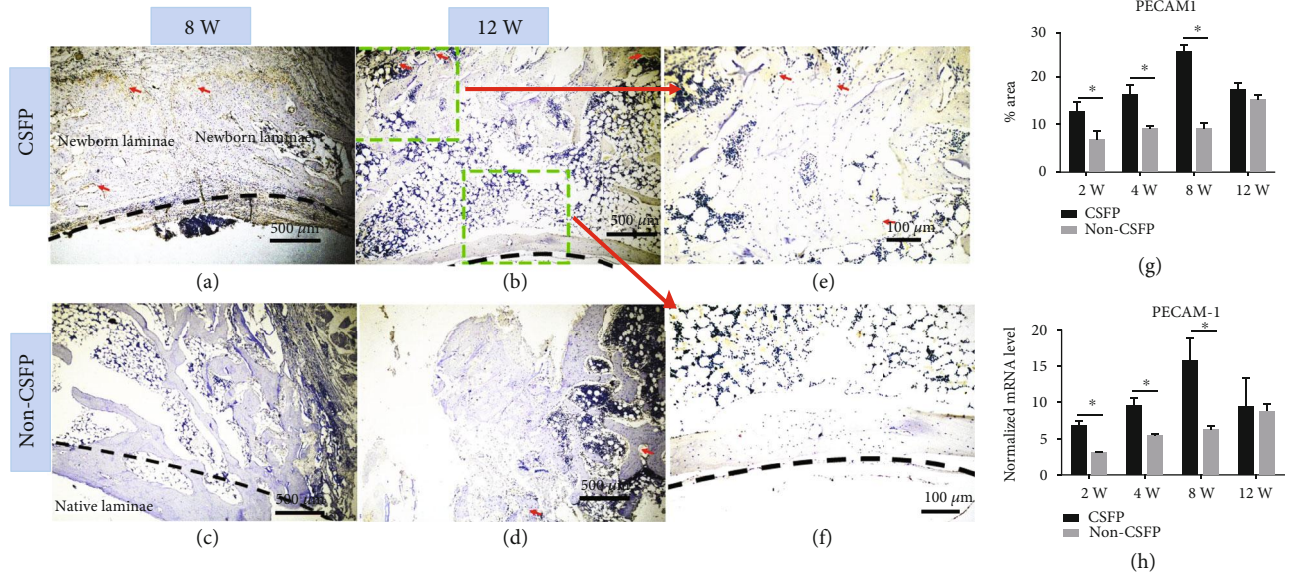 8 W
12 W
CSFP
Newborn laminae
Newborn laminae
500 μm
500 μm
100 μm
(a)
(b)
(e)
Non-CSFP
Native laminae
500 μm
500 μm
100 μm
(c)
(d)
(f)
PECAM1
% area
30
20
10
0
*
*
*
2 W
4 W
8 W
12 W
CSFP
Non-CSFP
(g)
PECAM-1
Normalized mRNA level
20
15
10
5
0
*
*
*
2 W
4 W
8 W
12 W
CSFP
Non-CSFP
(h)